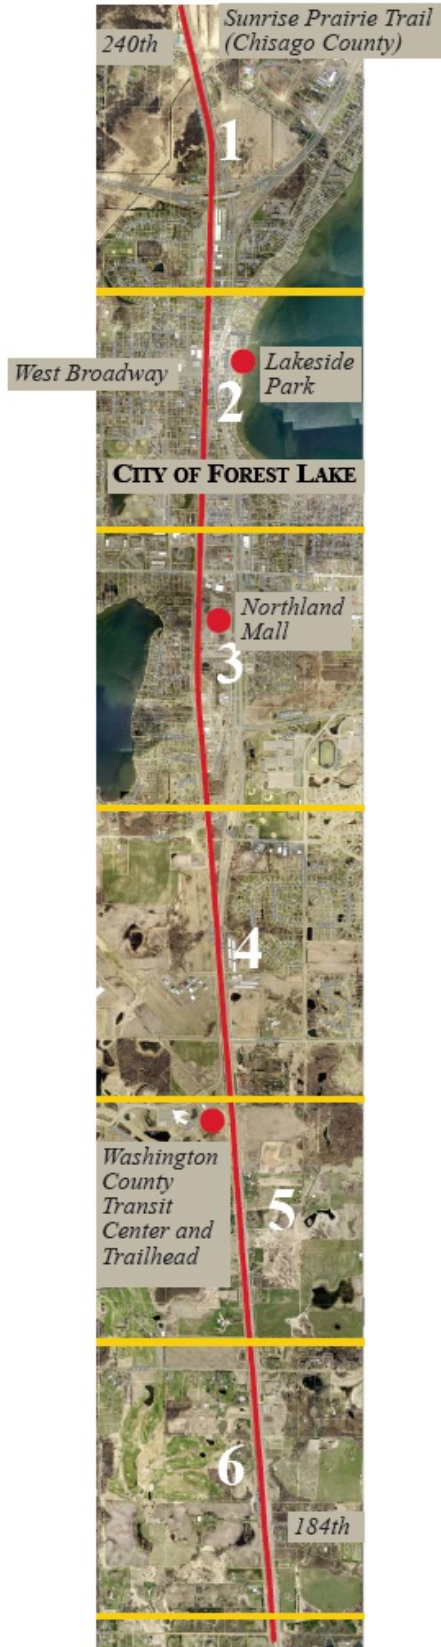 Sunrise Prairie Trail
(Chisago County)
240th
1
West Broadway
Lakeside
Park
2
CITY OF FOREST LAKE
Northland
Mall
3
4
Washington
County
Transit
Center and
Trailhead
5
6
184th